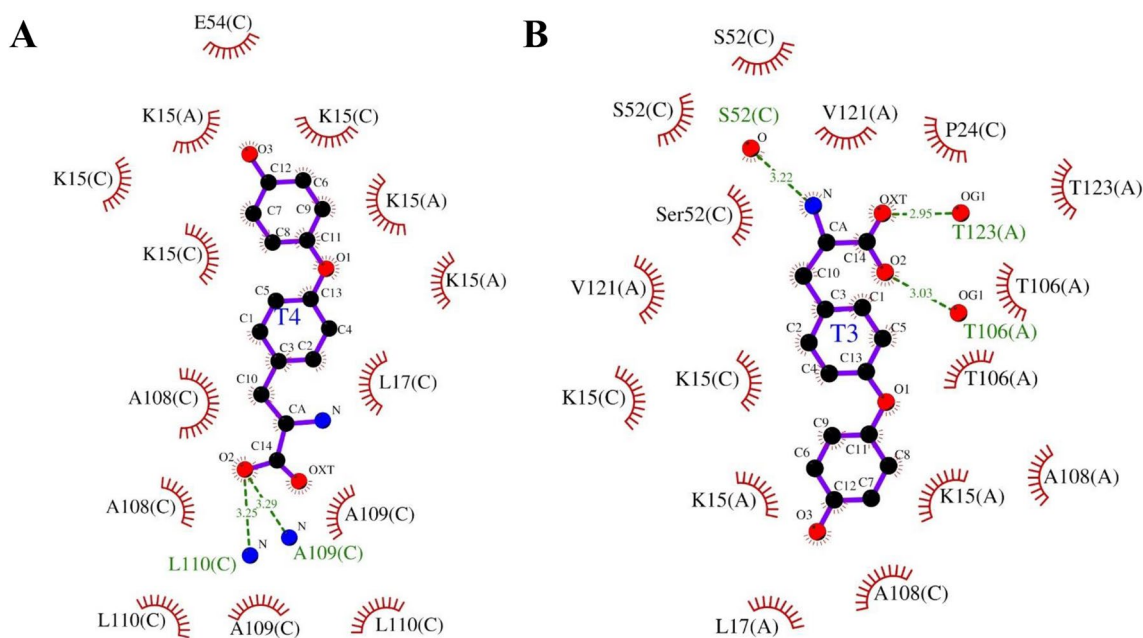 A
E54(C)
K15(A)
K15(C)
K15(C)
O3
C12
C6
C7
C9
K15(A)
C8
C11
K15(C)
O1
K15(A)
C5
C13
C1
T4
C4
C3
C2
C10
L17(C)
A108(C)
CA
N
C14
O2
OXT
A108(C)
3.25
3.29
A109(C)
N
N
L110(C)
A109(C)
L110(C)
A109(C)
L110(C)
B
S52(C)
S52(C)
S52(C)
V121(A)
P24(C)
O
3.22
N
OXT
2.95
OG1
T123(A)
Ser52(C)
T123(A)
CA
C14
O2
C10
3.03
OG1
T106(A)
V121(A)
C3
C1
T106(A)
C2
T3
C5
C4
C13
T106(A)
K15(C)
K15(C)
O1
C9
C6
C11
C8
A108(A)
K15(A)
C12
C7
K15(A)
O3
A108(C)
L17(A)